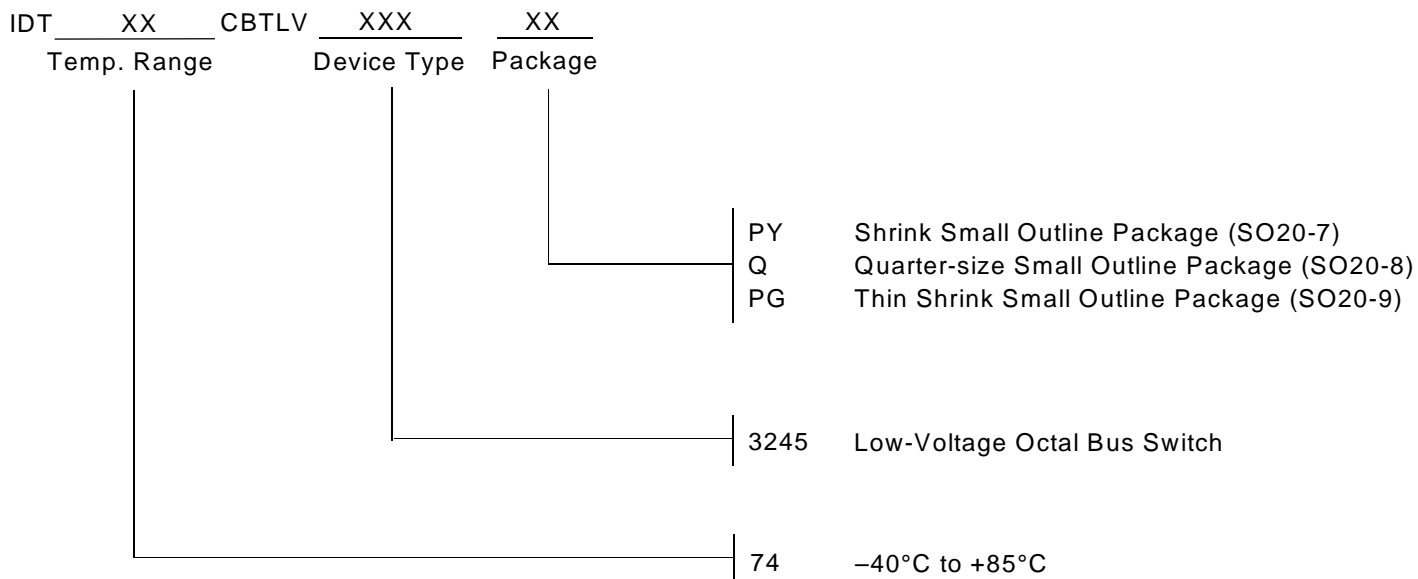 IDT XX CBTLV XXX XX
Temp. Range Device Type Package
PY Shrink Small Outline Package (SO20-7)
Q Quarter-size Small Outline Package (SO20-8)
PG Thin Shrink Small Outline Package (SO20-9)
3245 Low-Voltage Octal Bus Switch
74 –40°C to +85°C